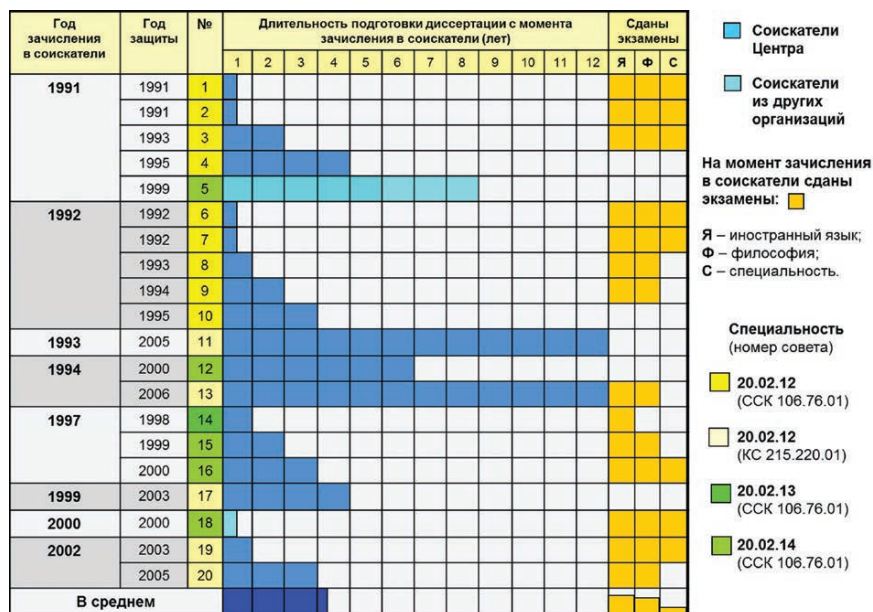 Год зачисления в соискатели
Год защиты
№
Длительность подготовки диссертации с момента зачисления в соискатели (лет)
Сданы экзамены
1 2 3 4 5 6 7 8 9 10 11 12 Я Ф С
1991 1991 1
1991 2
1993 3
1995 4
1999 5
1992 1992 6
1992 7
1993 8
1994 9
1995 10
1993 2005 11
1994 2000 12
2006 13
1997 1998 14
1999 15
2000 16
1999 2003 17
2000 2000 18
2002 2003 19
2005 20
В среднем
Соискатели
Центра
Соискатели
из других
организаций
На момент зачисления
в соискатели сданы
экзамены:
Я – иностранный язык;
Ф – философия;
С – специальность.
Специальность
(номер совета)
20.02.12
(ССК 106.76.01)
20.02.12
(КС 215.220.01)
20.02.13
(ССК 106.76.01)
20.02.14
(ССК 106.76.01)